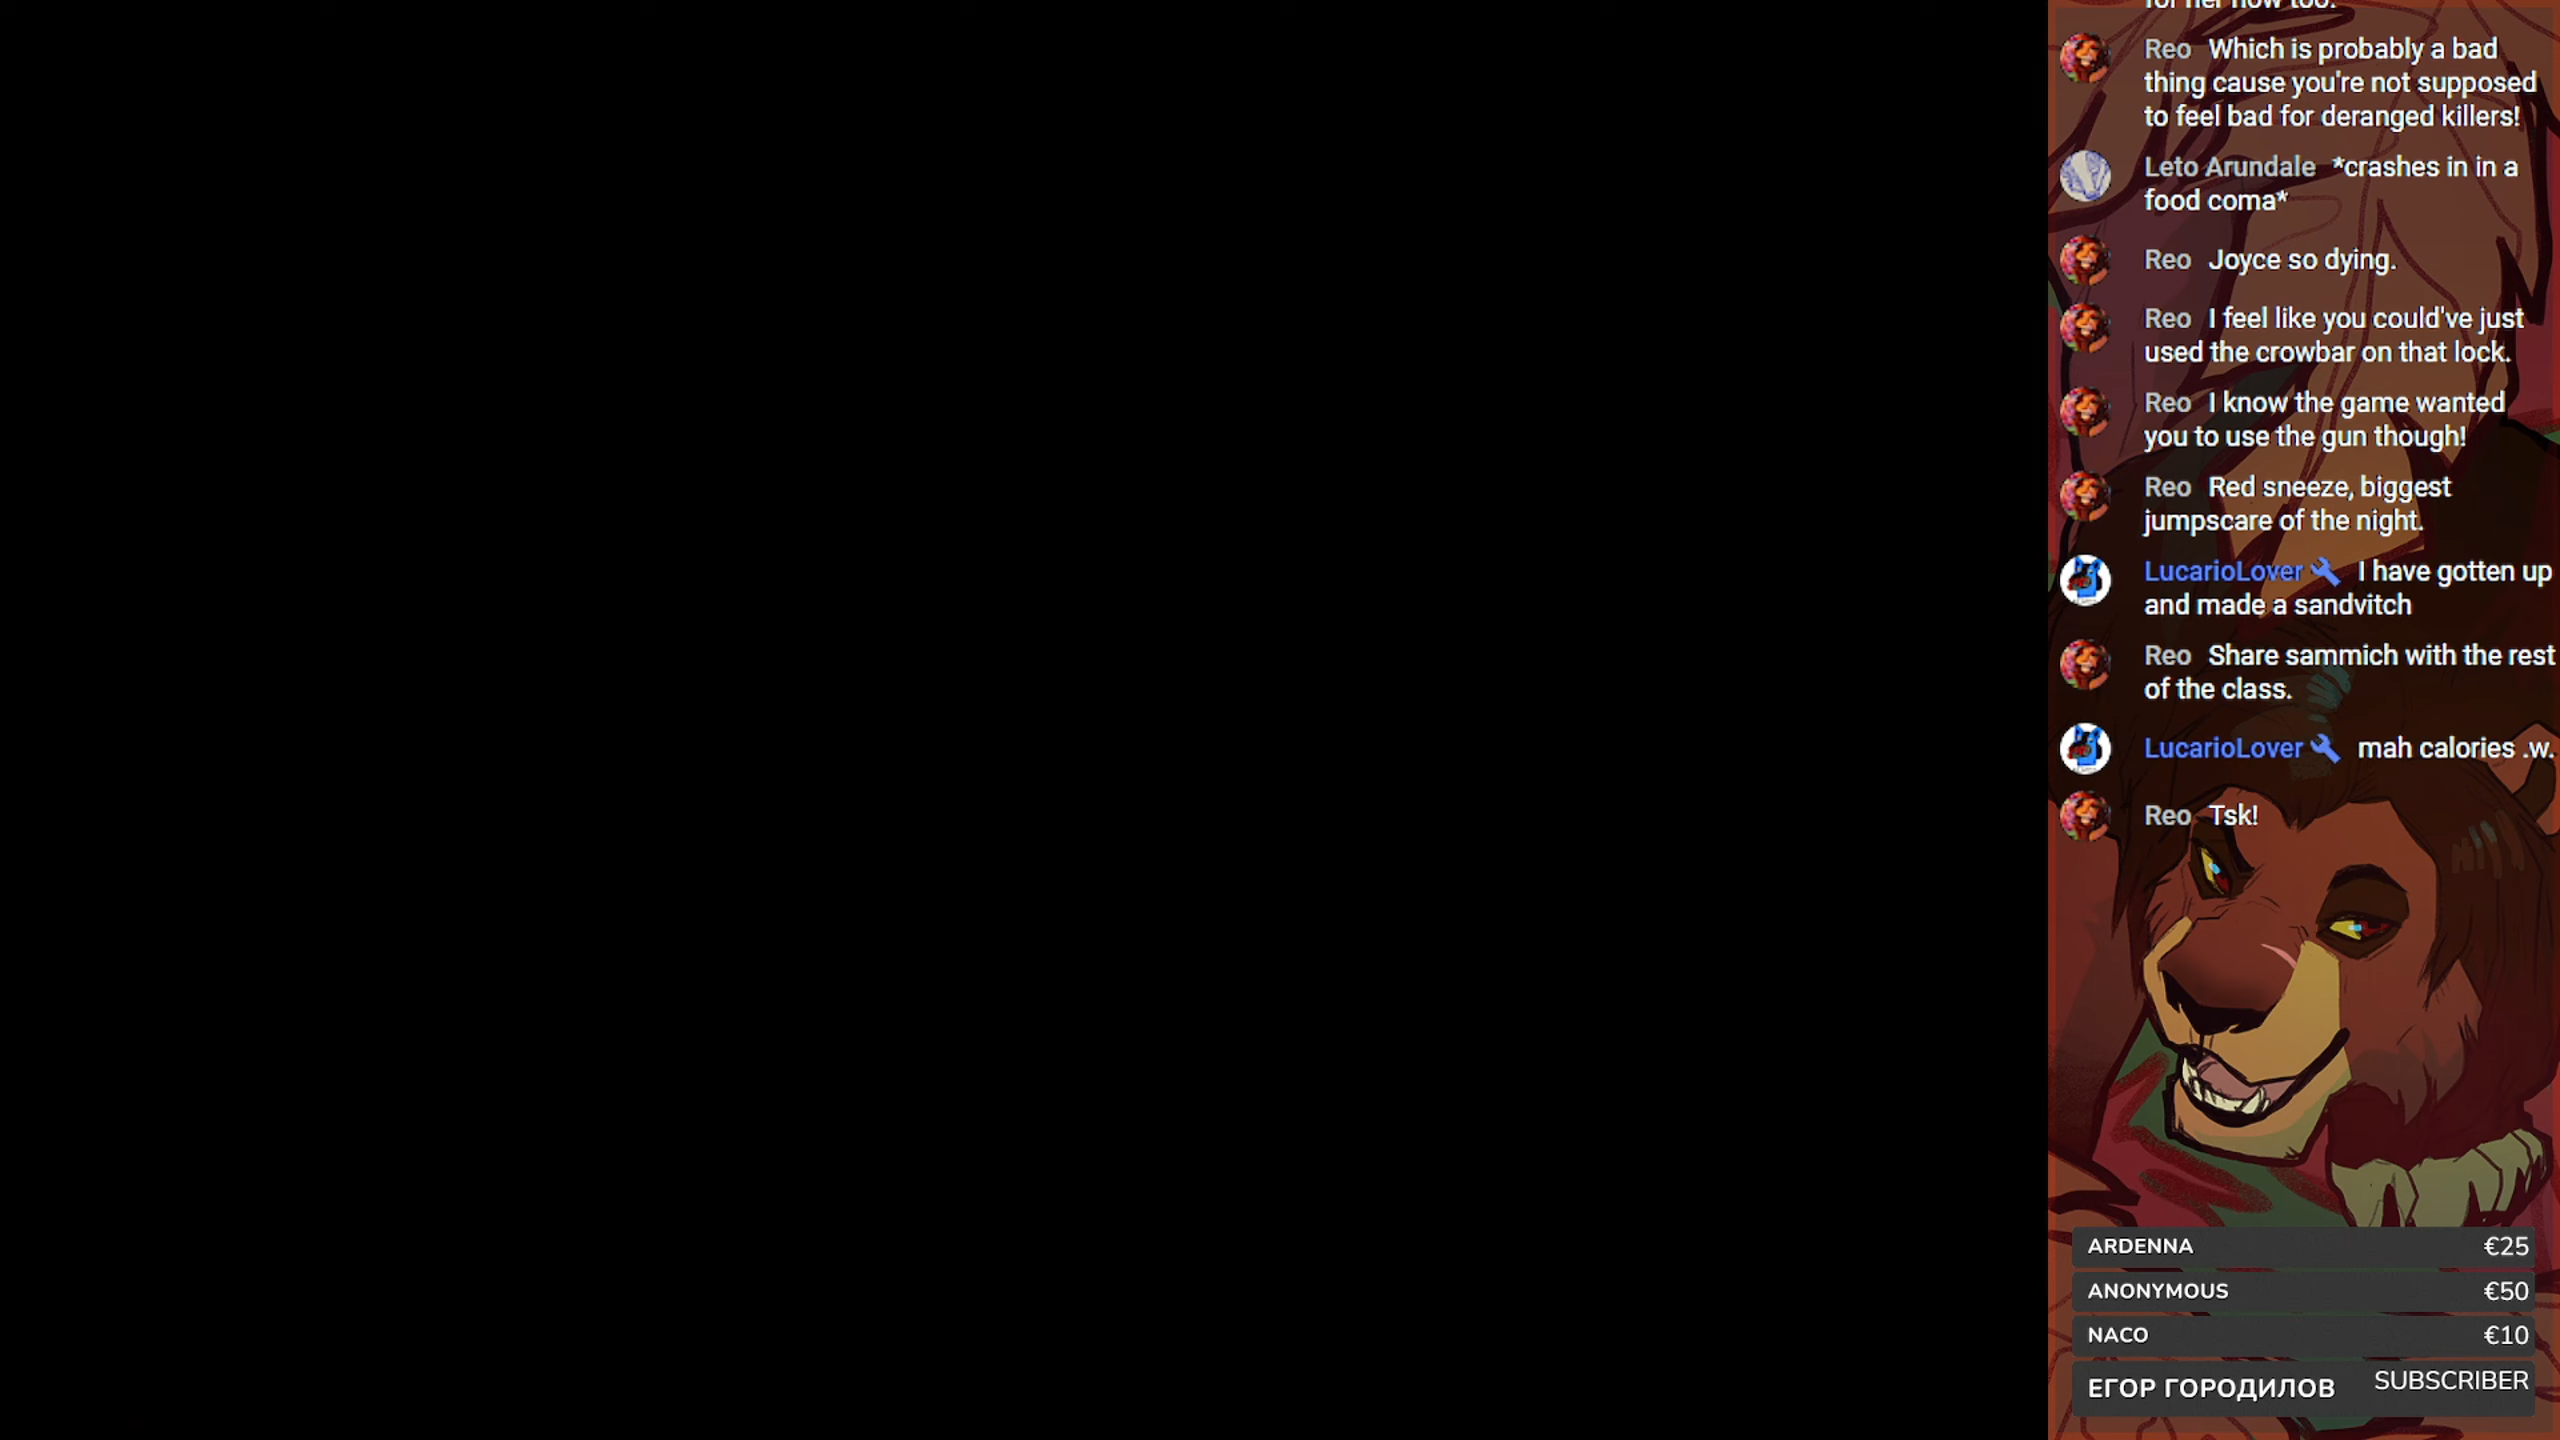 for her now too.
Reo Which is probably a bad
thing cause you're not supposed
to feel bad for deranged killers!
Leto Arundale *crashes in in a
food coma*
Reo Joyce so dying.
Reo I feel like you could've just
used the crowbar on that lock.
Reo I know the game wanted
you to use the gun though!
Reo Red sneeze, biggest
jumpscare of the night.
LucarioLover I have gotten up
and made a sandvitch
Reo Share sammich with the rest
of the class.
LucarioLover mah calories .w.
Reo Tsk!
ARDENNA €25
ANONYMOUS €50
NACO €10
ЕГОР ГОРОДИЛОВ SUBSCRIBER